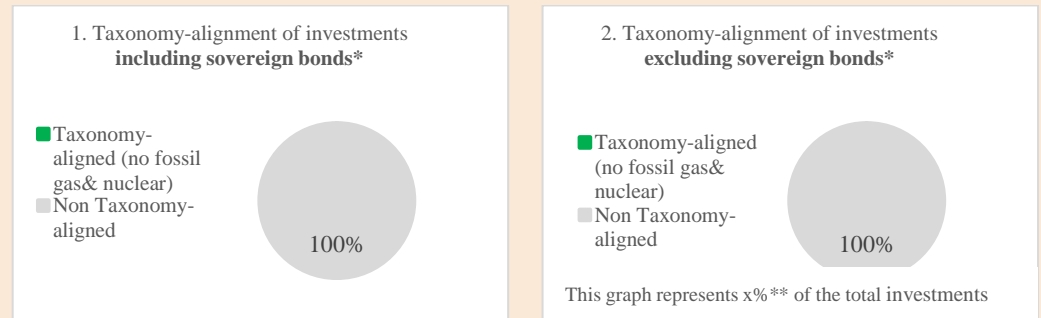 1. Taxonomy-alignment of investments
including sovereign bonds*
Taxonomy-
aligned (no fossil
gas& nuclear)
Non Taxonomy-
aligned
100%
2. Taxonomy-alignment of investments
excluding sovereign bonds*
Taxonomy-aligned
(no fossil gas&
nuclear)
Non Taxonomy-
aligned
100%
This graph represents x%** of the total investments